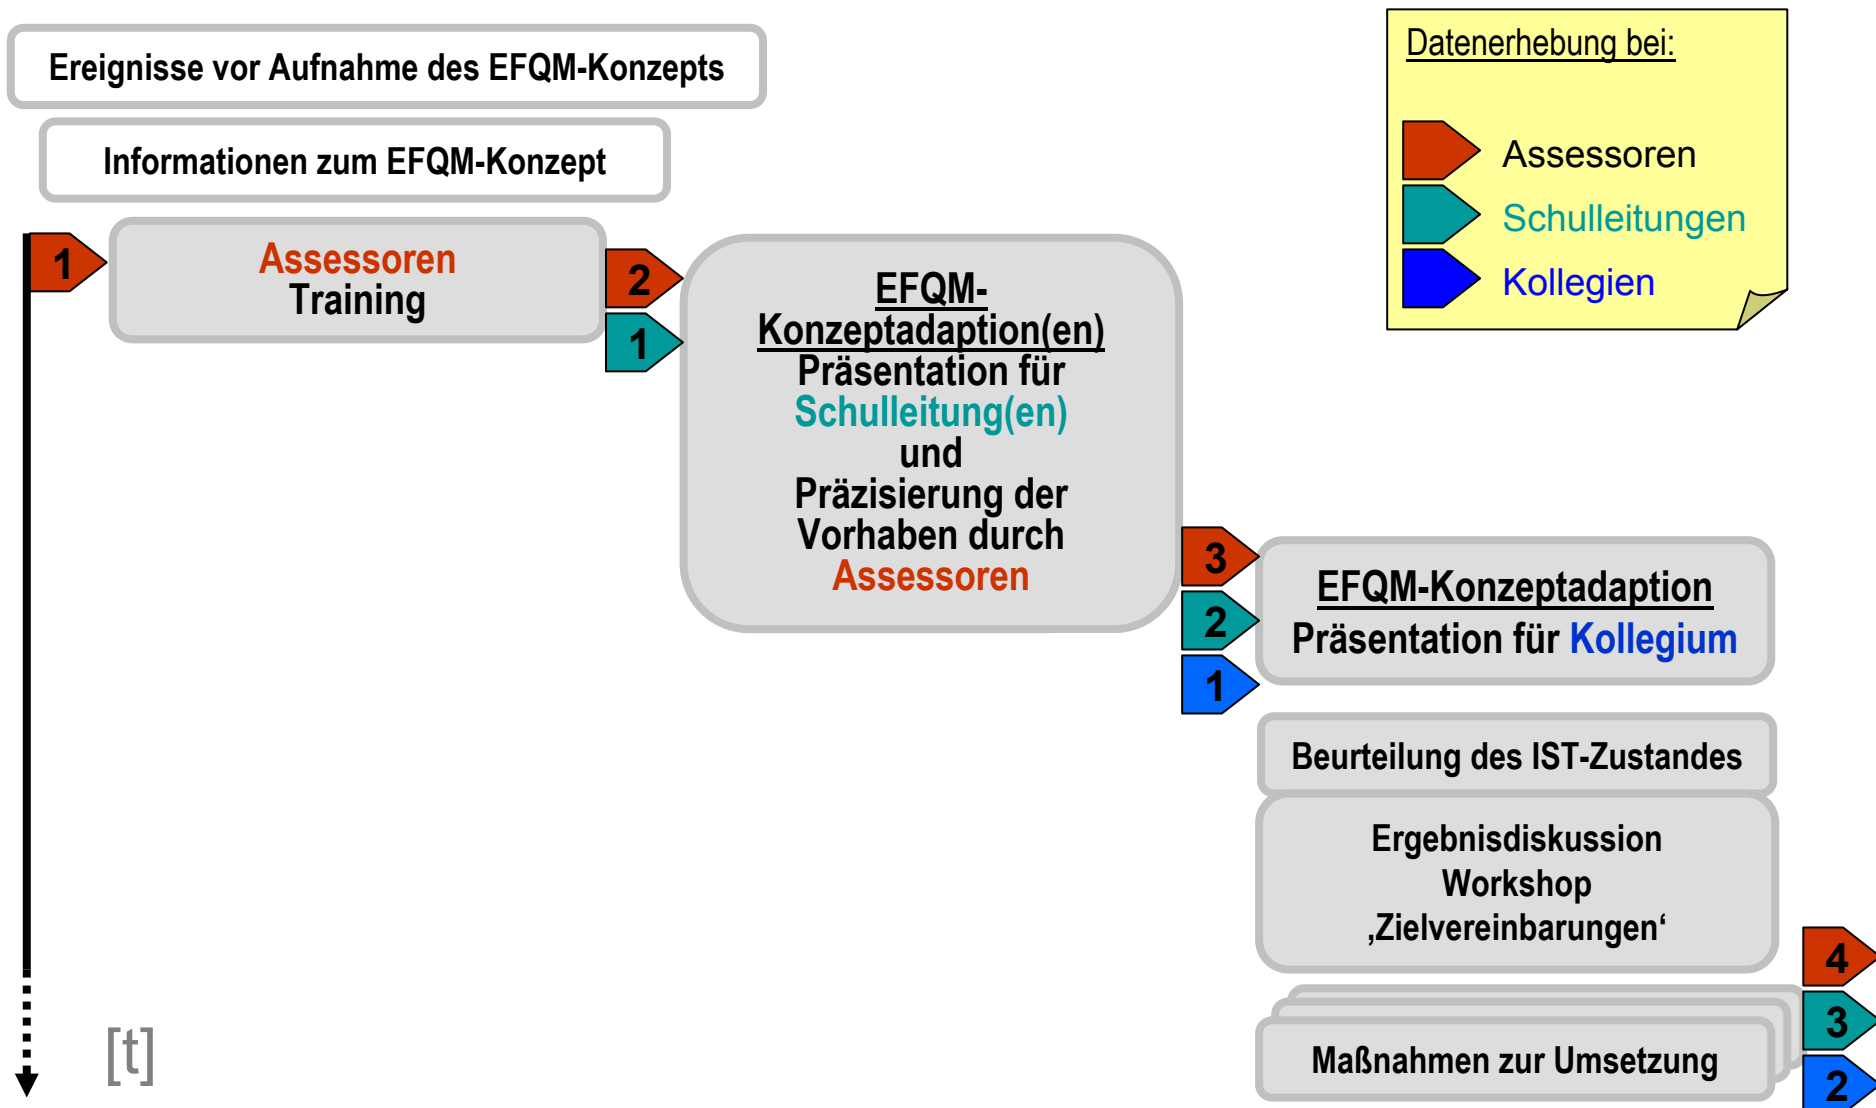 Ereignisse vor Aufnahme des EFQM-Konzepts
Informationen zum EFQM-Konzept
Datenerhebung bei:
Assessoren
Schulleitungen
Kollegien
1
Assessoren
Training
2
1
EFQM-
Konzeptadaption(en)
Präsentation für
Schulleitung(en)
und
Präzisierung der
Vorhaben durch
Assessoren
3
2
1
EFQM-Konzeptadaption
Präsentation für Kollegium
Beurteilung des IST-Zustandes
Ergebnisdiskussion
Workshop
‚Zielvereinbarungen‘
4
3
2
Maßnahmen zur Umsetzung
[t]